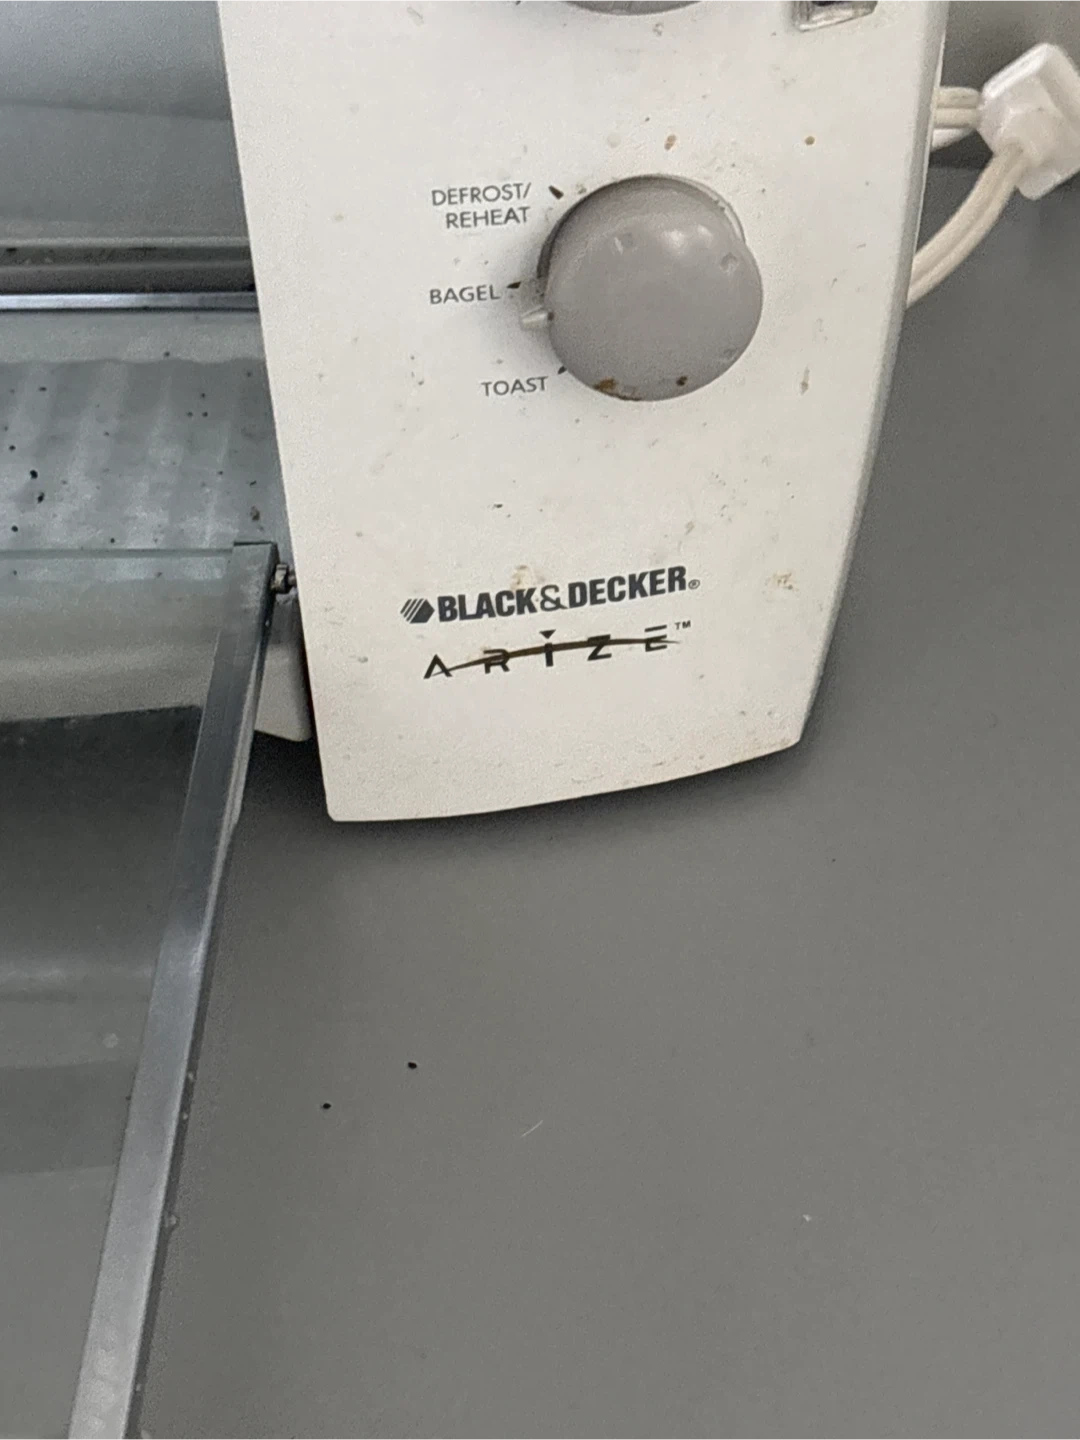 DEFROST/
REHEAT
BAGEL
TOAST
BLACK&DECKER®
ARIZE™